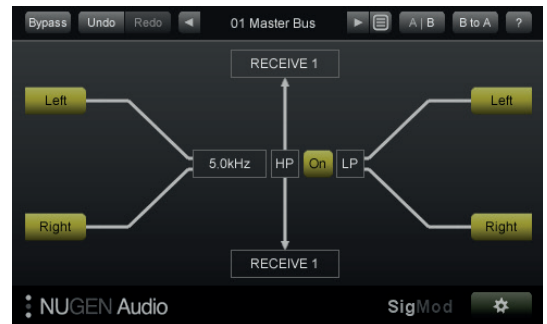 Bypass Undo Redo 01 Master Bus A | B B to A ?
RECEIVE 1
Left Left
5.0kHz HP On LP
Right Right
RECEIVE 1
NUGEN Audio SigMod